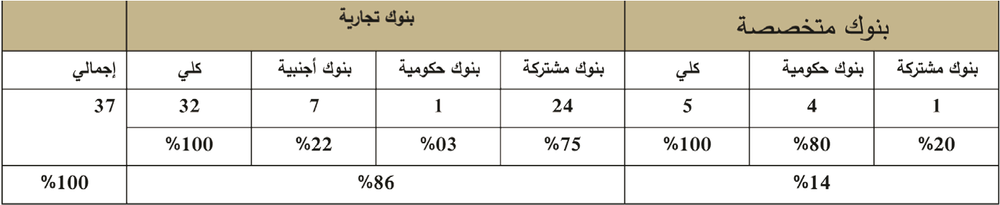 بنوك متخصصة بنوك تجارية
بنوك مشتركة بنوك حكومية كلي بنوك مشتركة بنوك حكومية بنوك أجنبية كلي إجمالي
1 4 5 24 1 7 32 37
%20 %80 %100 %75 %03 %22 %100
%14 %86 %100